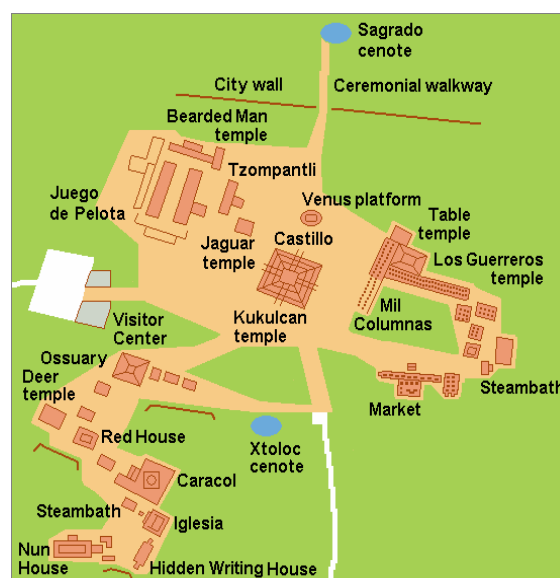 Sagrado
cenote
City wall
Ceremonial walkway
Bearded Man
temple
Tzompantli
Juego
de Pelota
Venus platform
Table
temple
Jaguar
temple
Castillo
Los Guerreros
temple
Mil
Columnas
Kukulcan
temple
Visitor
Center
Ossuary
Deer
temple
Steambath
Market
Red House
Xtoloc
cenote
Caracol
Steambath
Iglesia
Nun
House
Hidden Writing House